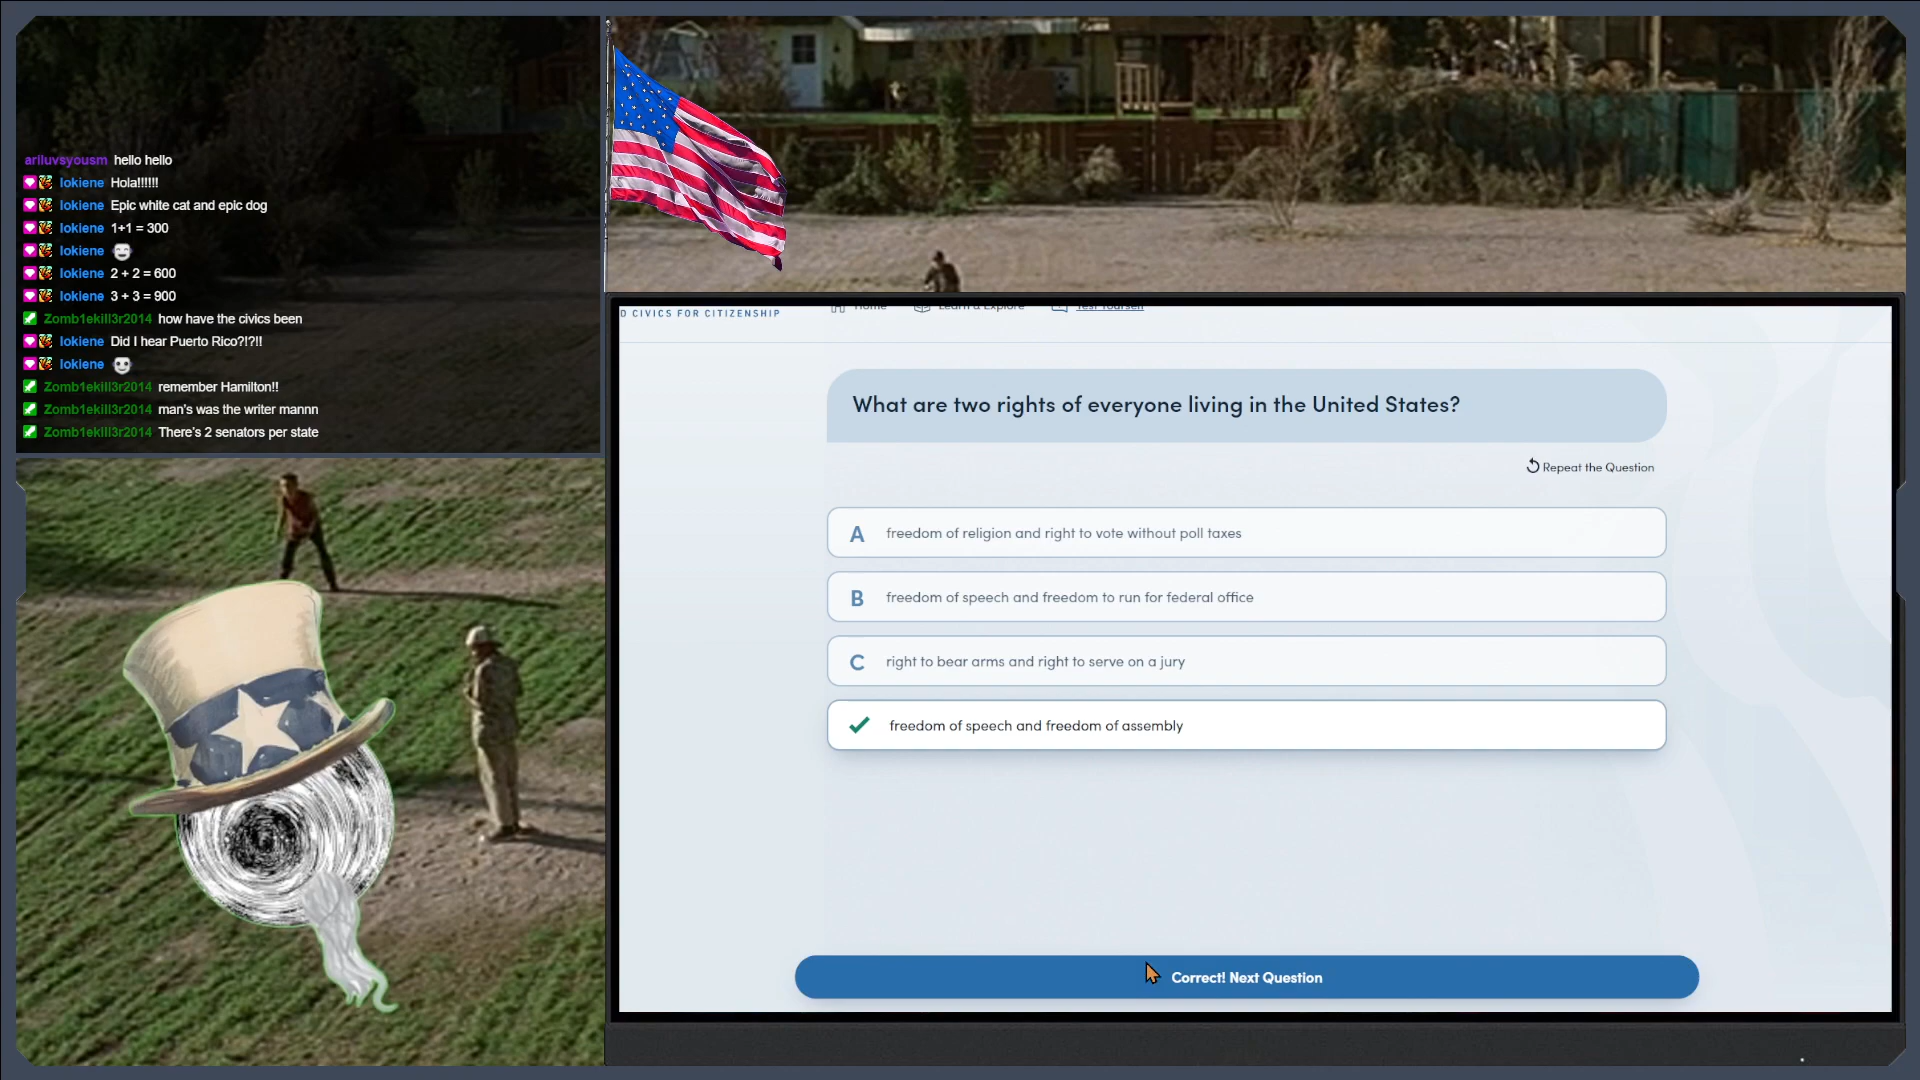 ariluvsyousm hello hello
lokiene Hola!!!!!!
lokiene Epic white cat and epic dog
lokiene 1+1 = 300
lokiene
lokiene 2 + 2 = 600
lokiene 3 + 3 = 900
Zomb1ekill3r2014 how have the civics been
lokiene Did I hear Puerto Rico?!?!!
lokiene
Zomb1ekill3r2014 remember Hamilton!!
Zomb1ekill3r2014 man's was the writer mannn
Zomb1ekill3r2014 There's 2 senators per state
D CIVICS FOR CITIZENSHIP
Home Learn & Explore Test Yourself
What are two rights of everyone living in the United States?
Repeat the Question
A freedom of religion and right to vote without poll taxes
B freedom of speech and freedom to run for federal office
C right to bear arms and right to serve on a jury
freedom of speech and freedom of assembly
Correct! Next Question